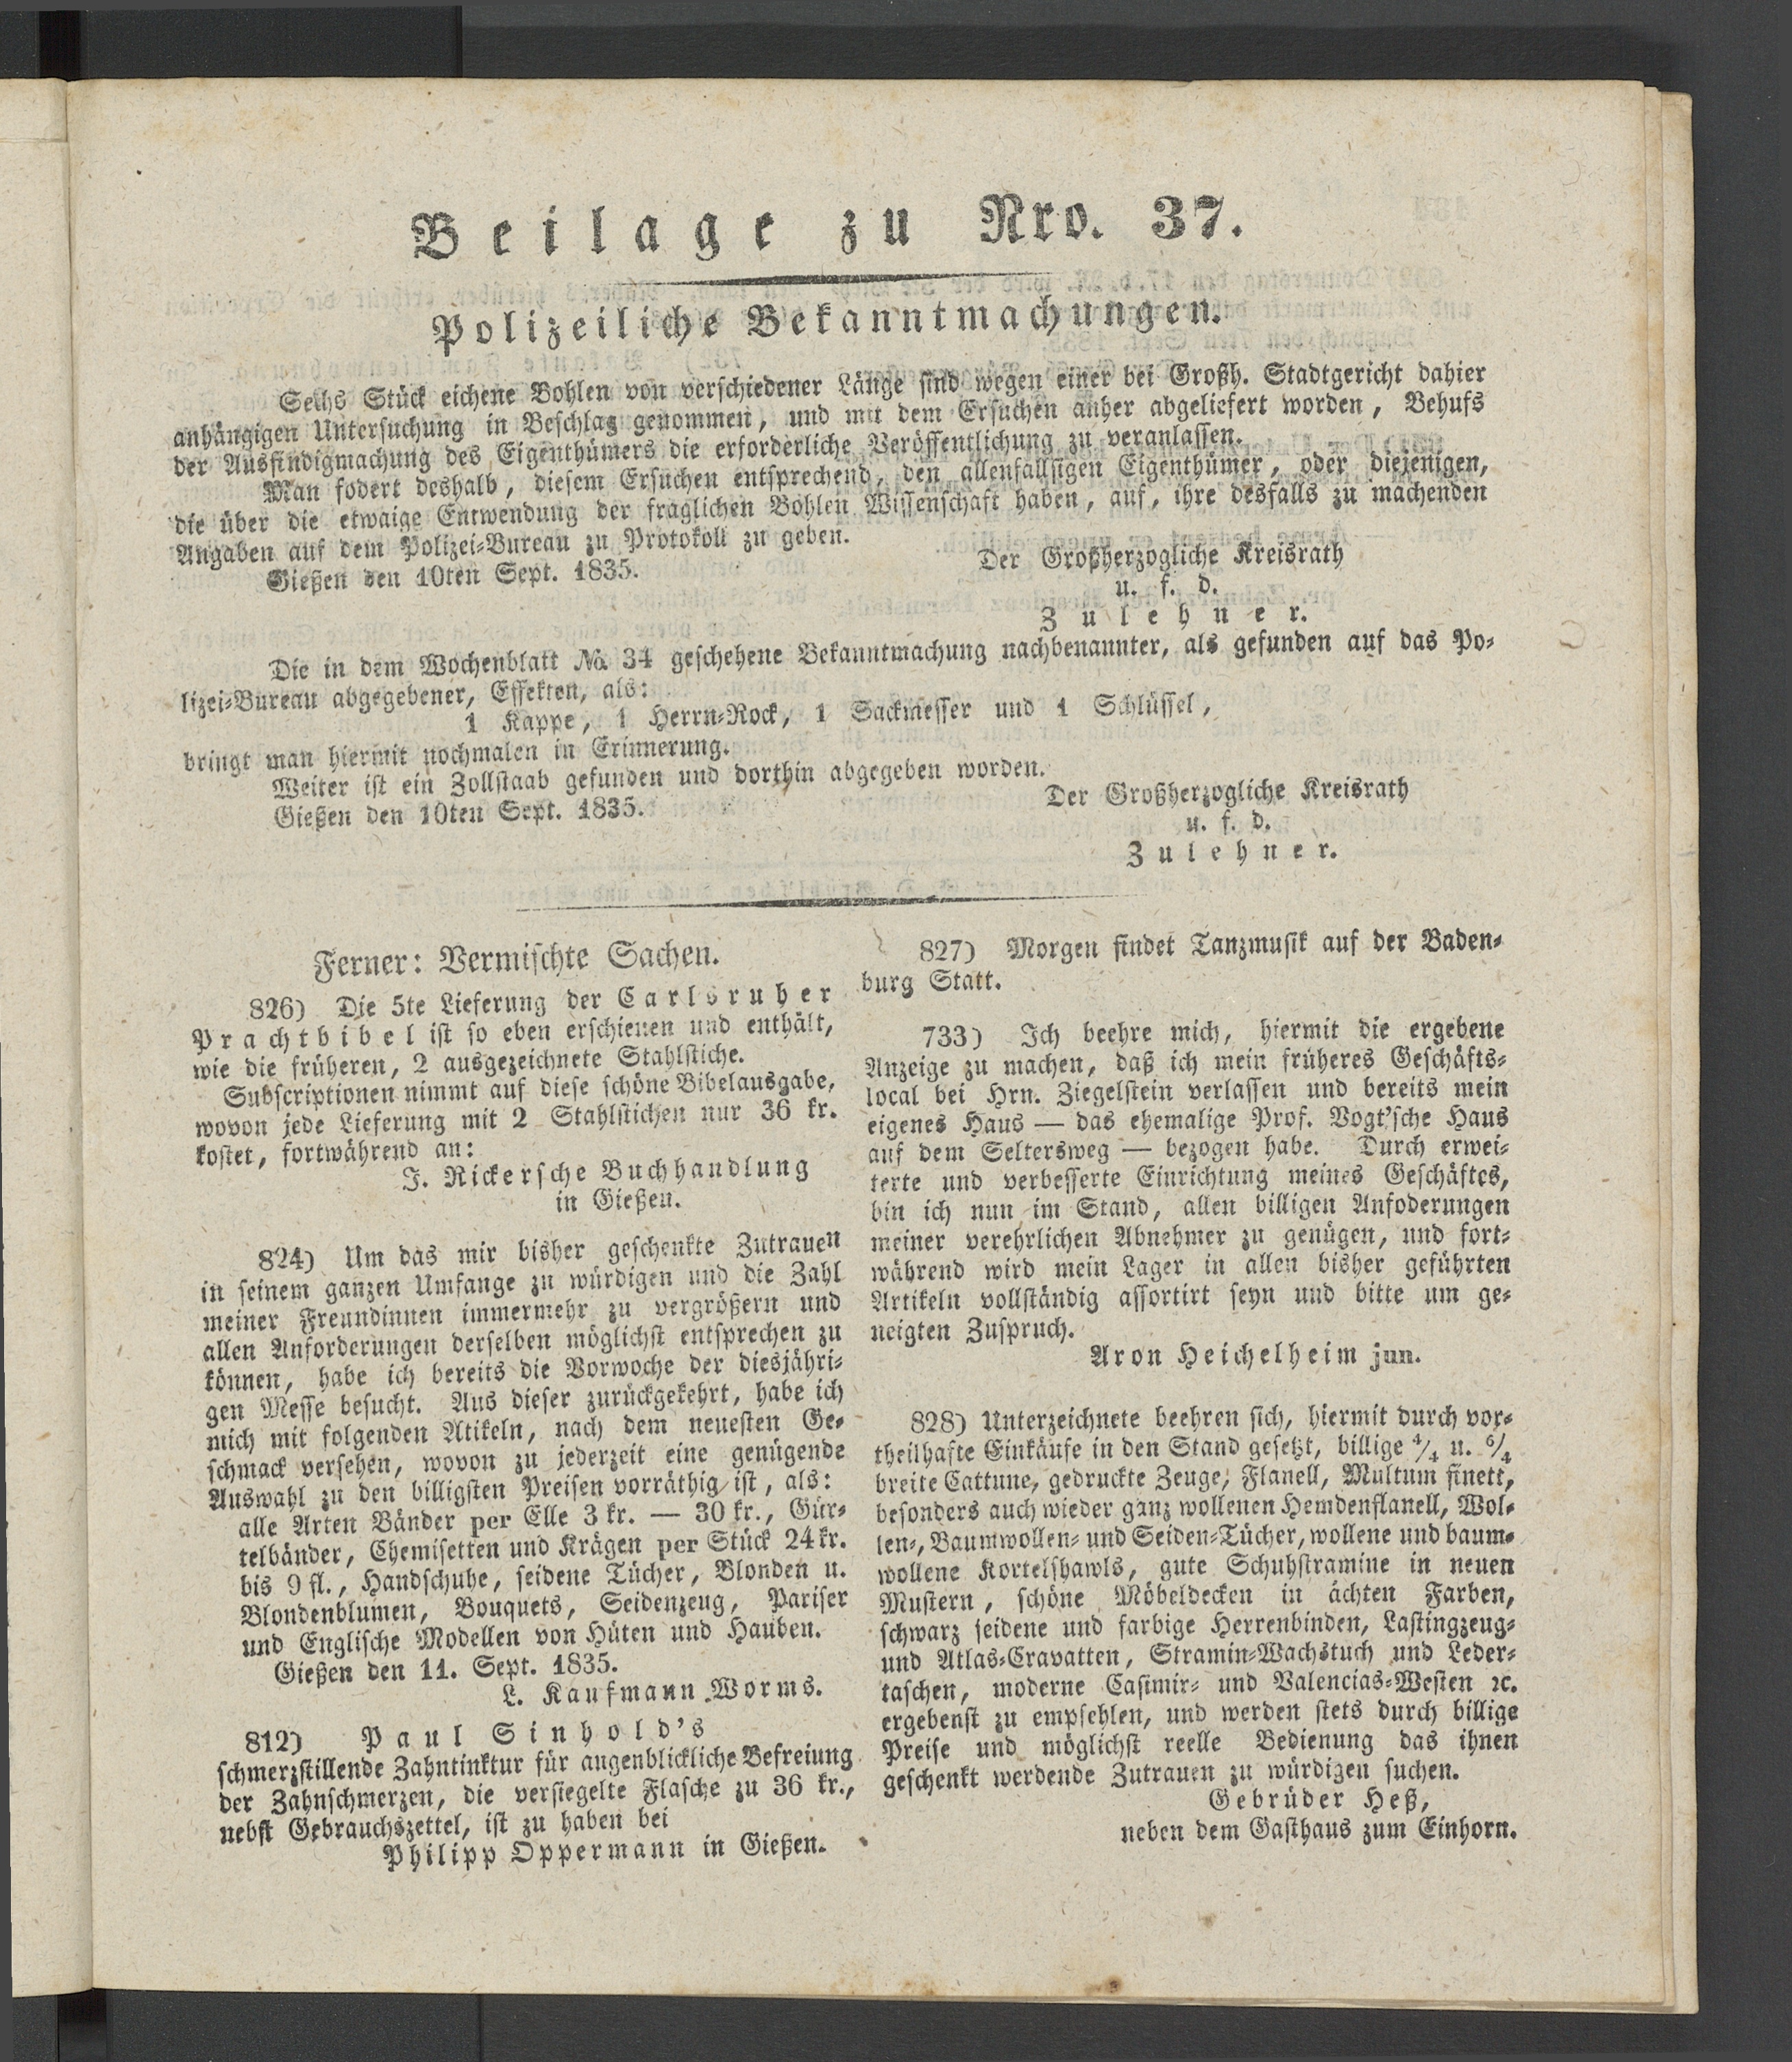 Beilage zu Nro. 37.
Polizeiliche Bekanntmachungen.
Sechs Stück eichene Bohlen von verschiedener Länge sind wegen einer bei Großh. Stadtgericht dahier
anhängigen Untersuchung in Beschlag genommen, und mit dem Ersuchen anher abgeliefert worden, Behufs
der Ausfindigmachung des Eigenthümers die erforderliche Veröffentlichung zu veranlassen.
Man fodert deshalb, diesem Ersuchen entsprechend, den allenfallsigen Eigenthümer, oder diejenigen,
die über die etwaige Entwendung der fraglichen Bohlen Wissenschaft haben, auf, ihre desfalls zu machenden
Angaben auf dem Polizei-Bureau zu Protokoll zu geben.
Gießen den 10ten Sept. 1835.
Der Großherzogliche Kreisrath
u. f. d.
Zulehner.
Die in dem Wochenblatt No. 34 geschehene Bekanntmachung nachbenannter, als gefunden auf das Po-
lizei-Bureau abgegebener, Effekten, als:
1 Kappe, 1 Herrn-Rock, 1 Sackmesser und 1 Schlüssel,
bringt man hiermit nochmalen in Erinnerung.
Weiter ist ein Zollstaab gefunden und dorthin abgegeben worden.
Gießen den 10ten Sept. 1835.
Der Großherzogliche Kreisrath
u. f. d.
Zulehner.
Ferner: Vermischte Sachen.
826) Die 5te Lieferung der Carlsruher
Prachtbibel ist so eben erschienen und enthält,
wie die früheren, 2 ausgezeichnete Stahlstiche.
Subscriptionen nimmt auf diese schöne Bibelausgabe,
wovon jede Lieferung mit 2 Stahlstichen nur 36 kr.
kostet, fortwährend an:
J. Rickersche Buchhandlung
in Gießen.
824) Um das mir bisher geschenkte Zutrauen
in seinem ganzen Umfange zu würdigen und die Zahl
meiner Freundinnen immermehr zu vergrößern und
allen Anforderungen derselben möglichst entsprechen zu
können, habe ich bereits die Vorwoche der diesjähri-
gen Messe besucht. Aus dieser zurückgekehrt, habe ich
mich mit folgenden Atikeln, nach dem neuesten Ge-
schmack versehen, wovon zu jederzeit eine genügende
Auswahl zu den billigsten Preisen vorräthig ist, als:
alle Arten Bänder per Elle 3 kr. — 30 kr., Gür-
telbänder, Chemisetten und Krägen per Stück 24 kr.
bis 9 fl., Handschuhe, seidene Tücher, Blonden u.
Blondenblumen, Bouquets, Seidenzeug, Pariser
und Englische Modellen von Hüten und Hauben.
Gießen den 11. Sept. 1835.
L. Kaufmann Worms.
812) Paul Sinhold's
schmerzstillende Zahntinktur für augenblickliche Befreiung
der Zahnschmerzen, die versiegelte Flasche zu 36 kr.,
nebst Gebrauchszettel, ist zu haben bei
Philipp Oppermann in Gießen.
827) Morgen findet Tanzmusik auf der Baden-
burg Statt.
733) Ich beehre mich, hiermit die ergebene
Anzeige zu machen, daß ich mein früheres Geschäfts-
local bei Hrn. Ziegelstein verlassen und bereits mein
eigenes Haus — das ehemalige Prof. Vogt'sche Haus
auf dem Seltersweg — bezogen habe. Durch erwei-
terte und verbesserte Einrichtung meines Geschäftes,
bin ich nun im Stand, allen billigen Anfoderungen
meiner verehrlichen Abnehmer zu genügen, und fort-
während wird mein Lager in allen bisher geführten
Artikeln vollständig assortirt seyn und bitte um ge-
neigten Zuspruch.
Aron Heichelheim jun.
828) Unterzeichnete beehren sich, hiermit durch vor-
theilhafte Einkäufe in den Stand gesetzt, billige 4/4 u. 6/4
breite Cattune, gedruckte Zeuge, Flanell, Multum finett,
besonders auch wieder ganz wollenen Hemdenflanell, Wol-
len-, Baumwollen- und Seiden-Tücher, wollene und baum-
wollene Kortelshawls, gute Schuhstramine in neuen
Mustern, schöne Möbeldecken in ächten Farben,
schwarz seidene und farbige Herrenbinden, Lastingzeug-
und Atlas-Cravatten, Stramin-Wachstuch und Leder-
taschen, moderne Casimir- und Valencias-Westen ꝛc.
ergebenst zu empfehlen, und werden stets durch billige
Preise und möglichst reelle Bedienung das ihnen
geschenkt werdende Zutrauen zu würdigen suchen.
Gebrüder Heß,
neben dem Gasthaus zum Einhorn.